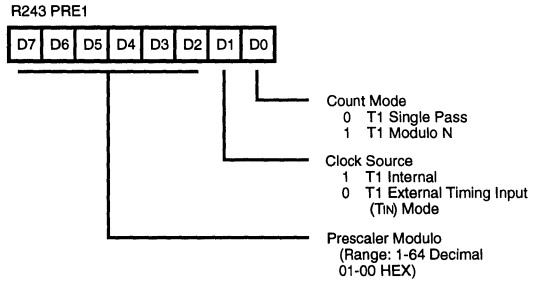 R243 PRE1
D7 D6 D5 D4 D3 D2 D1 D0
Count Mode
0 T1 Single Pass
1 T1 Modulo N
Clock Source
1 T1 Internal
0 T1 External Timing Input
(TIN) Mode
Prescaler Modulo
(Range: 1-64 Decimal
01-00 HEX)